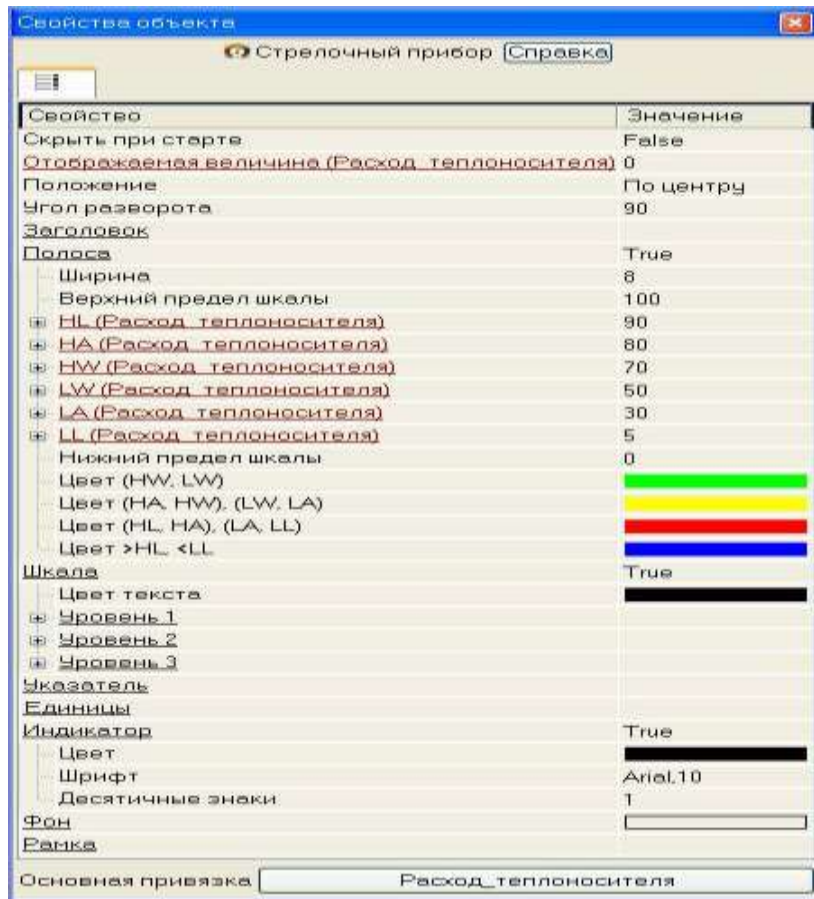 Свойства объекта
Стрелочный прибор Справка
Свойство Значение
Скрыть при старте False
Отображаемая величина (Расход_теплоносителя) 0
Положение По центру
Угол разворота 90
Заголовок
Полоса True
Ширина 8
Верхний предел шкалы 100
HL (Расход_теплоносителя) 90
HA (Расход_теплоносителя) 80
HW (Расход_теплоносителя) 70
LW (Расход_теплоносителя) 50
LA (Расход_теплоносителя) 30
LL (Расход_теплоносителя) 5
Нижний предел шкалы 0
Цвет (HW, LW)
Цвет (HA, HW), (LW, LA)
Цвет (HL, HA), (LA, LL)
Цвет >HL, <LL
Шкала True
Цвет текста
Уровень 1
Уровень 2
Уровень 3
Указатель
Единицы
Индикатор True
Цвет
Шрифт Arial,10
Десятичные знаки 1
Фон
Рамка
Основная привязка Расход_теплоносителя